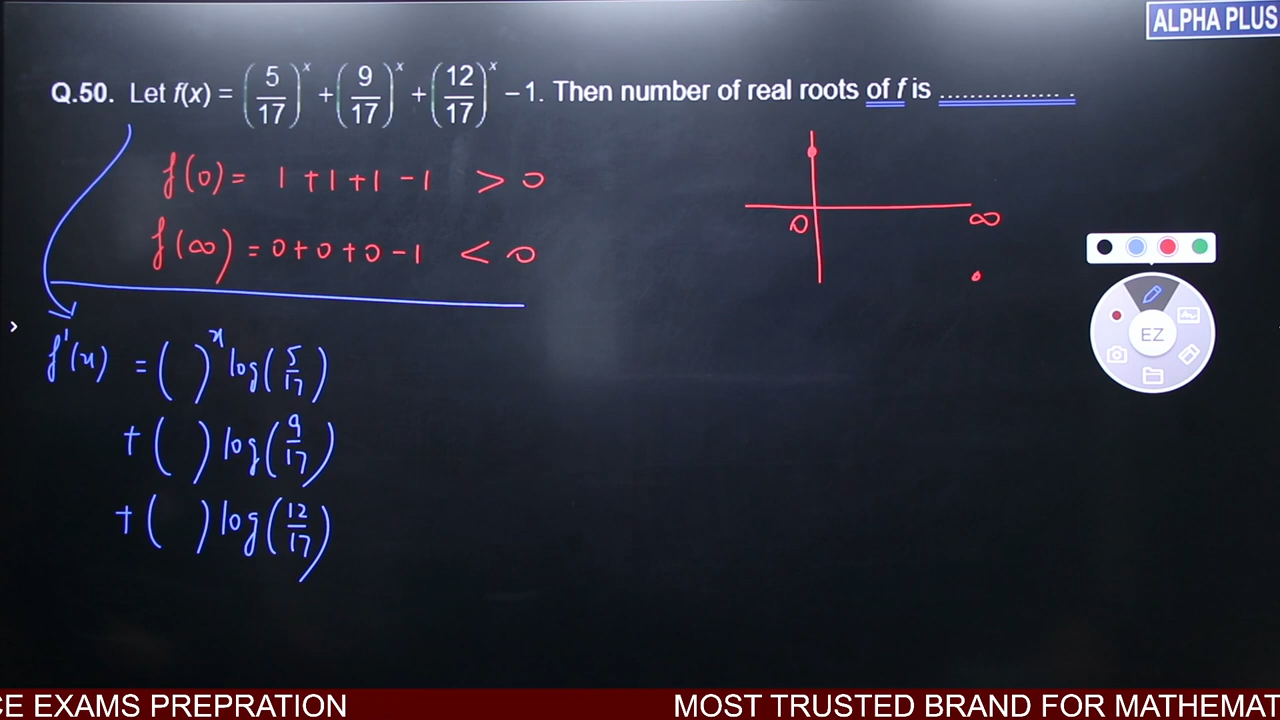 ALPHA PLUS
Q.50. Let f(x) = (5/17)^x + (9/17)^x + (12/17)^x − 1. Then number of real roots of f is ................ .
f(0) = 1 + 1 + 1 − 1 > 0
f(∞) = 0 + 0 + 0 − 1 < 0
0 ∞
f'(x) = ( )^x log(5/17)
+ ( ) log(9/17)
+ ( ) log(12/17)
EZ
CE EXAMS PREPRATION MOST TRUSTED BRAND FOR MATHEMAT